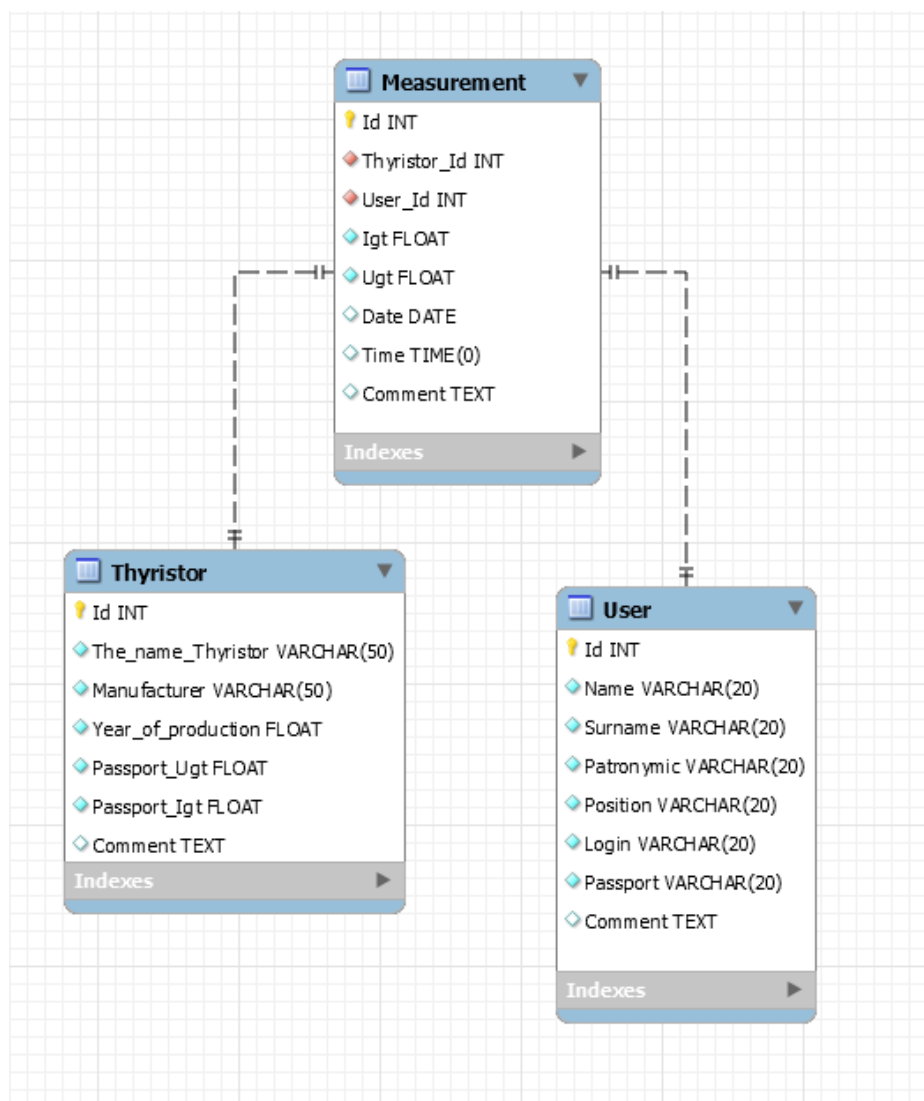 Measurement
Id INT
Thyristor_Id INT
User_Id INT
Igt FLOAT
Ugt FLOAT
Date DATE
Time TIME(0)
Comment TEXT
Indexes
Thyristor
Id INT
The_name_Thyristor VARCHAR(50)
Manufacturer VARCHAR(50)
Year_of_production FLOAT
Passport_Ugt FLOAT
Passport_Igt FLOAT
Comment TEXT
Indexes
User
Id INT
Name VARCHAR(20)
Surname VARCHAR(20)
Patronymic VARCHAR(20)
Position VARCHAR(20)
Login VARCHAR(20)
Passport VARCHAR(20)
Comment TEXT
Indexes